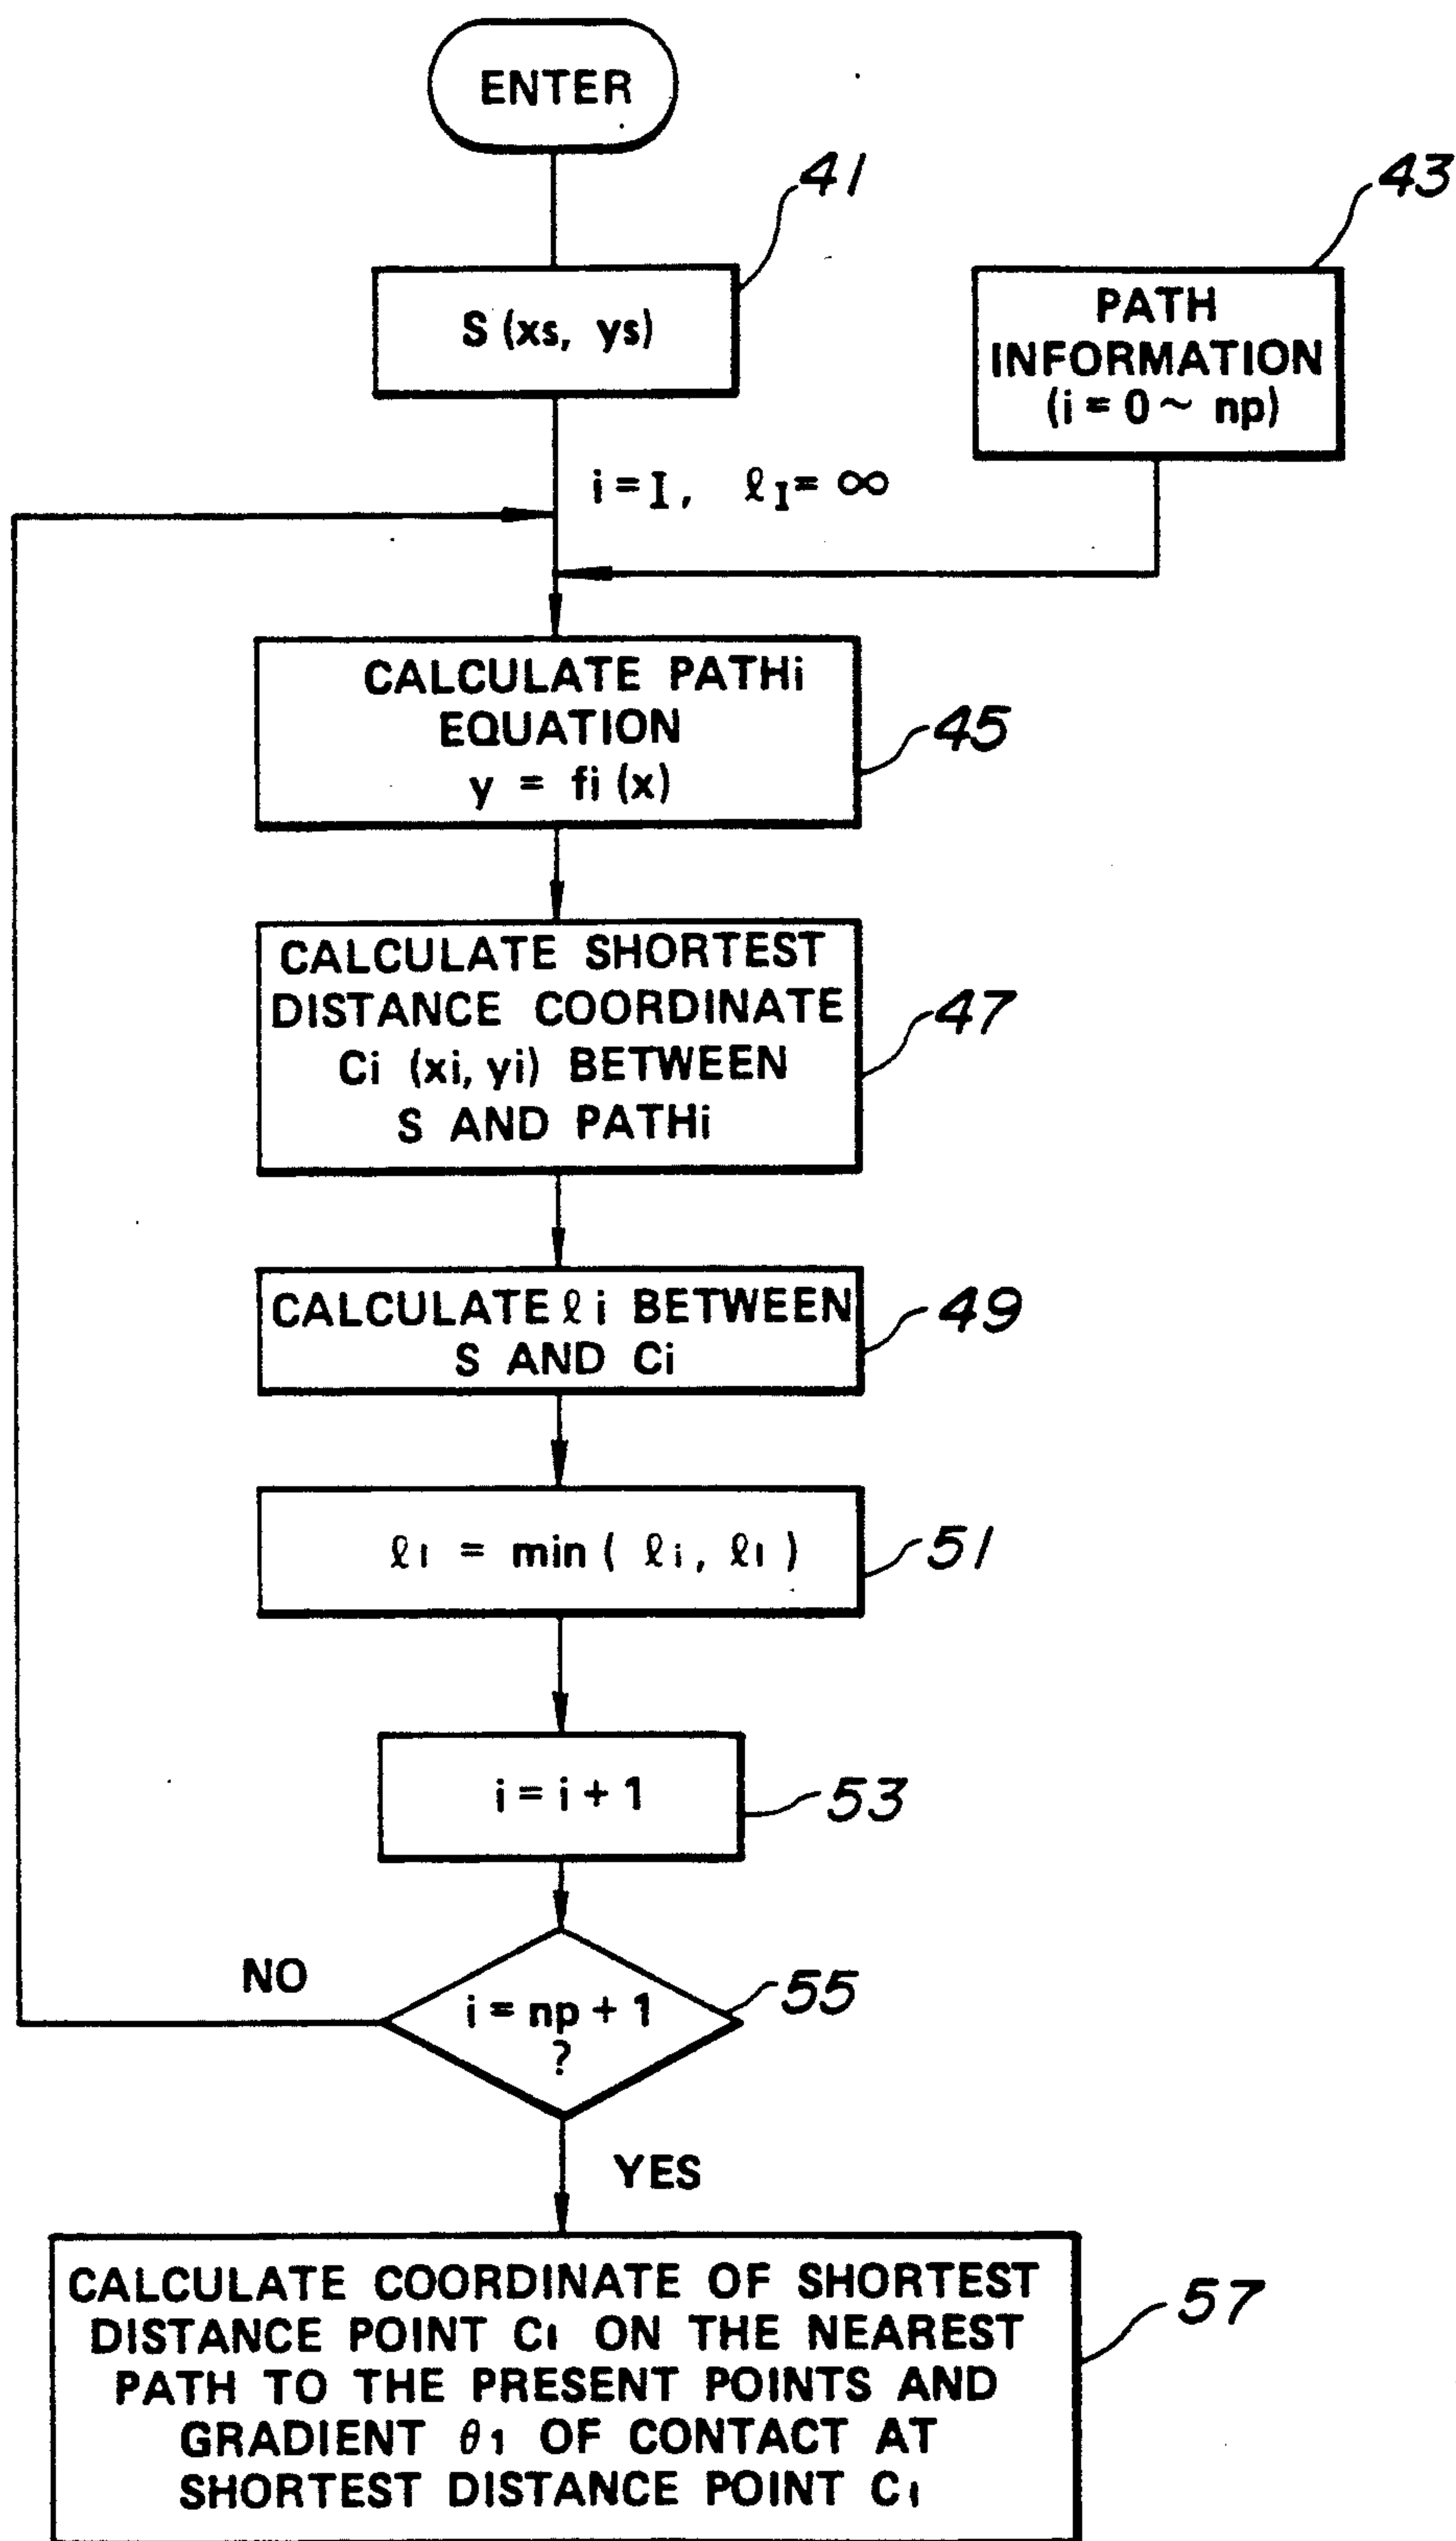 ENTER
41
43
S (xs, ys)
PATH
INFORMATION
(i = 0 ~ np)
i = I, ℓI = ∞
CALCULATE PATHi
EQUATION
y = fi (x)
45
CALCULATE SHORTEST
DISTANCE COORDINATE
Ci (xi, yi) BETWEEN
S AND PATHi
47
CALCULATE ℓi BETWEEN
S AND Ci
49
ℓI = min ( ℓi, ℓI )
51
i = i + 1
53
NO
i = np + 1
?
55
YES
CALCULATE COORDINATE OF SHORTEST
DISTANCE POINT CI ON THE NEAREST
PATH TO THE PRESENT POINTS AND
GRADIENT θ1 OF CONTACT AT
SHORTEST DISTANCE POINT CI
57